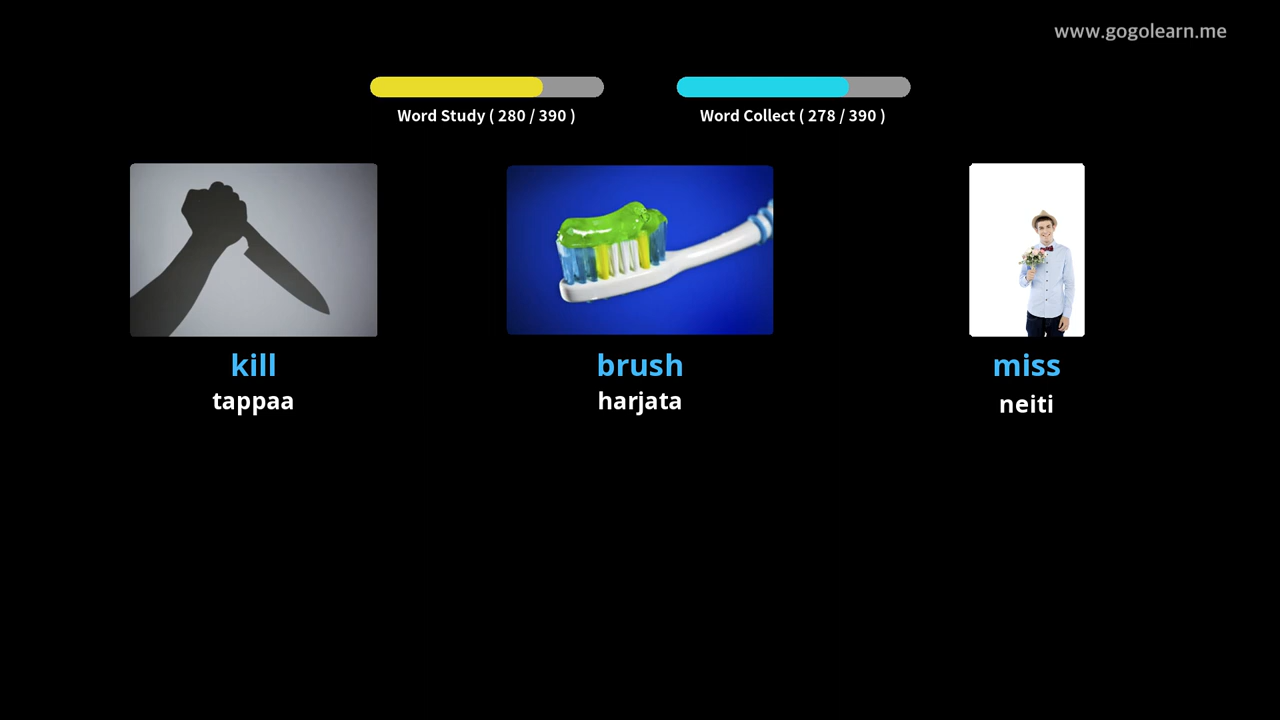 www.gogolearn.me
Word Study ( 280 / 390 )
Word Collect ( 278 / 390 )
kill
tappaa
brush
harjata
miss
neiti